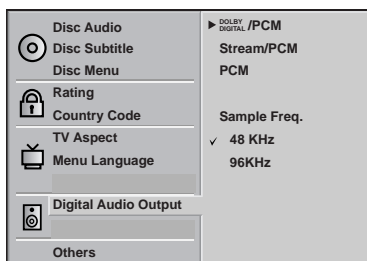 Disc Audio
Disc Subtitle
Disc Menu
Rating
Country Code
TV Aspect
Menu Language
Digital Audio Output
Others
DOLBY DIGITAL /PCM
Stream/PCM
PCM
Sample Freq.
✓ 48 KHz
96KHz